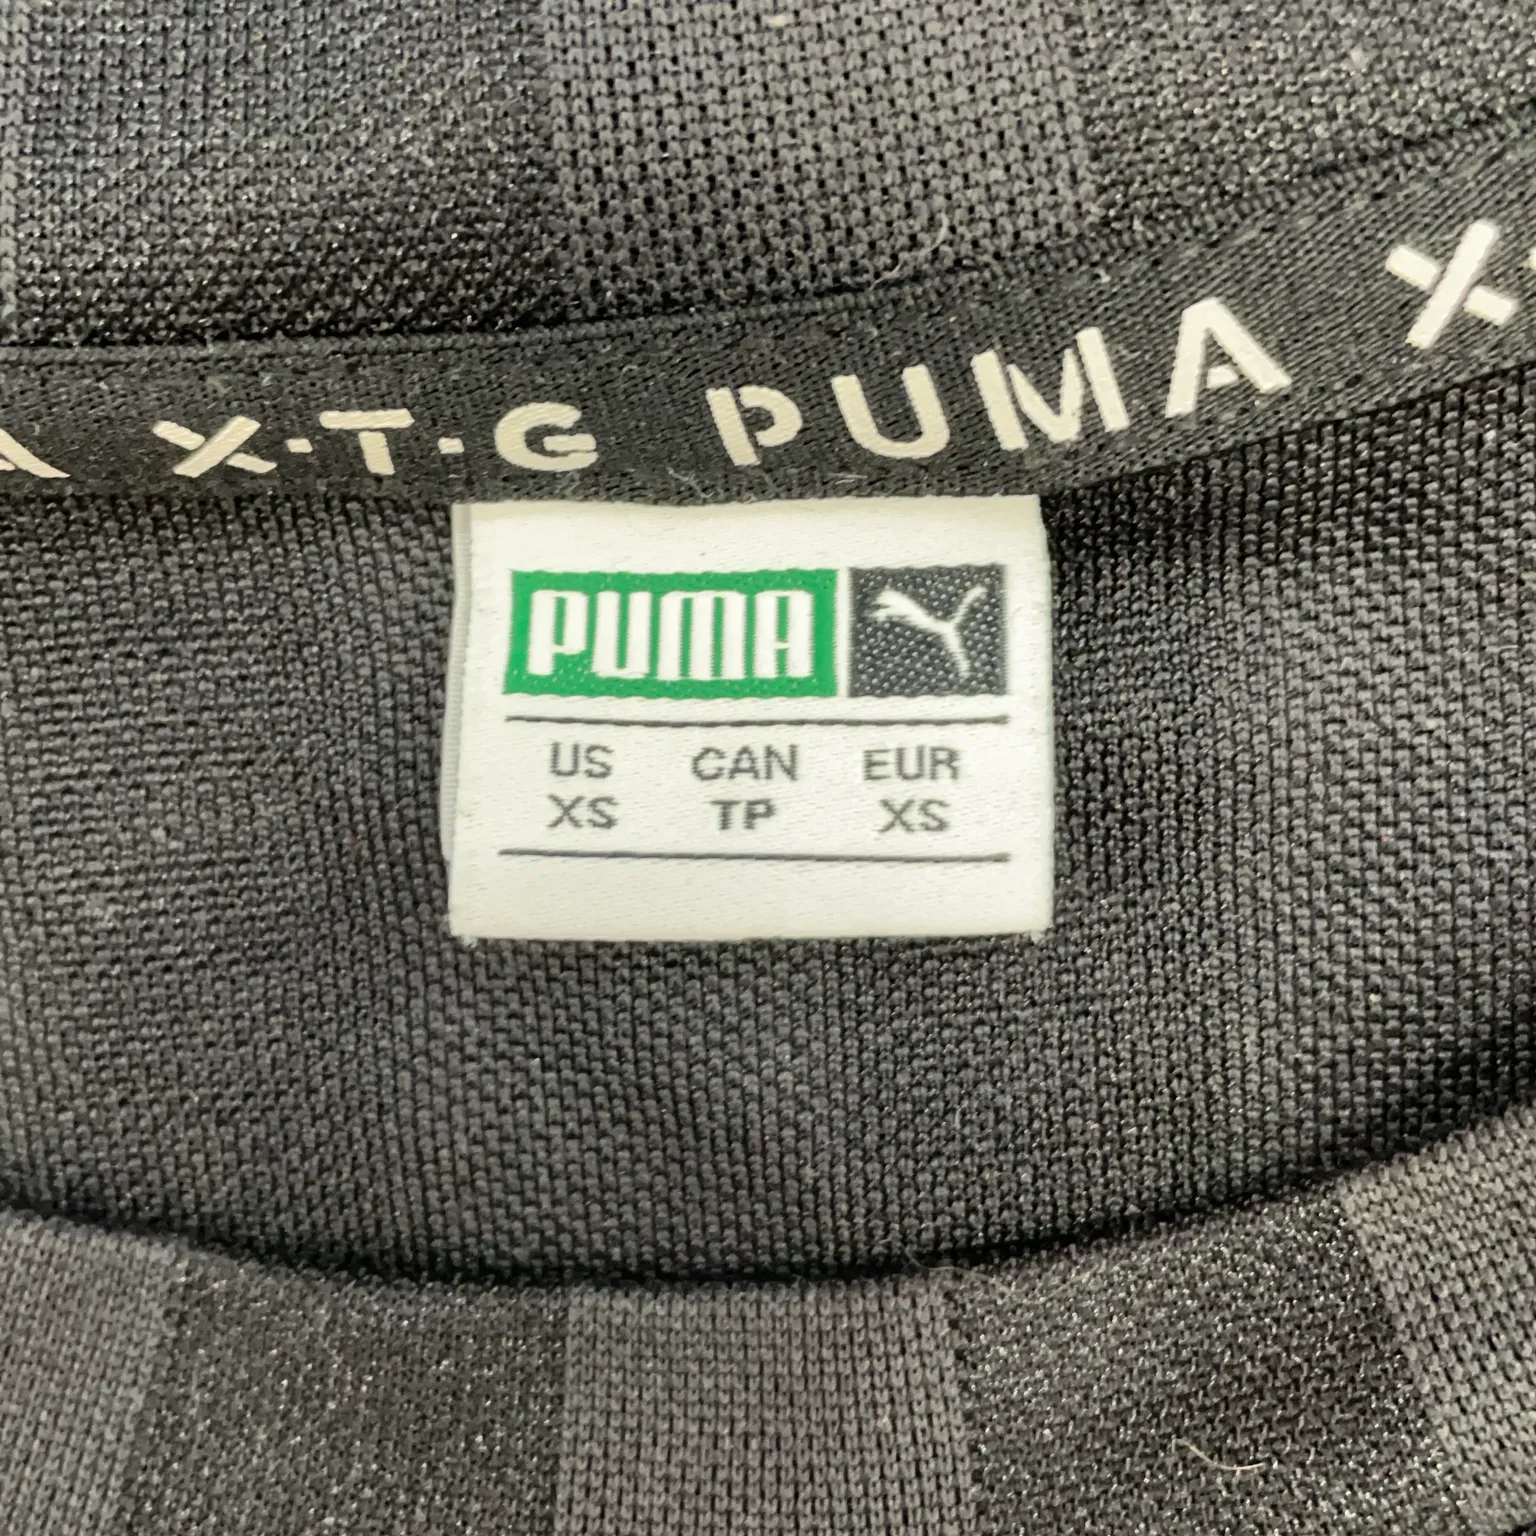 A X·T·G PUMA X·
PUMA
US CAN EUR
XS TP XS